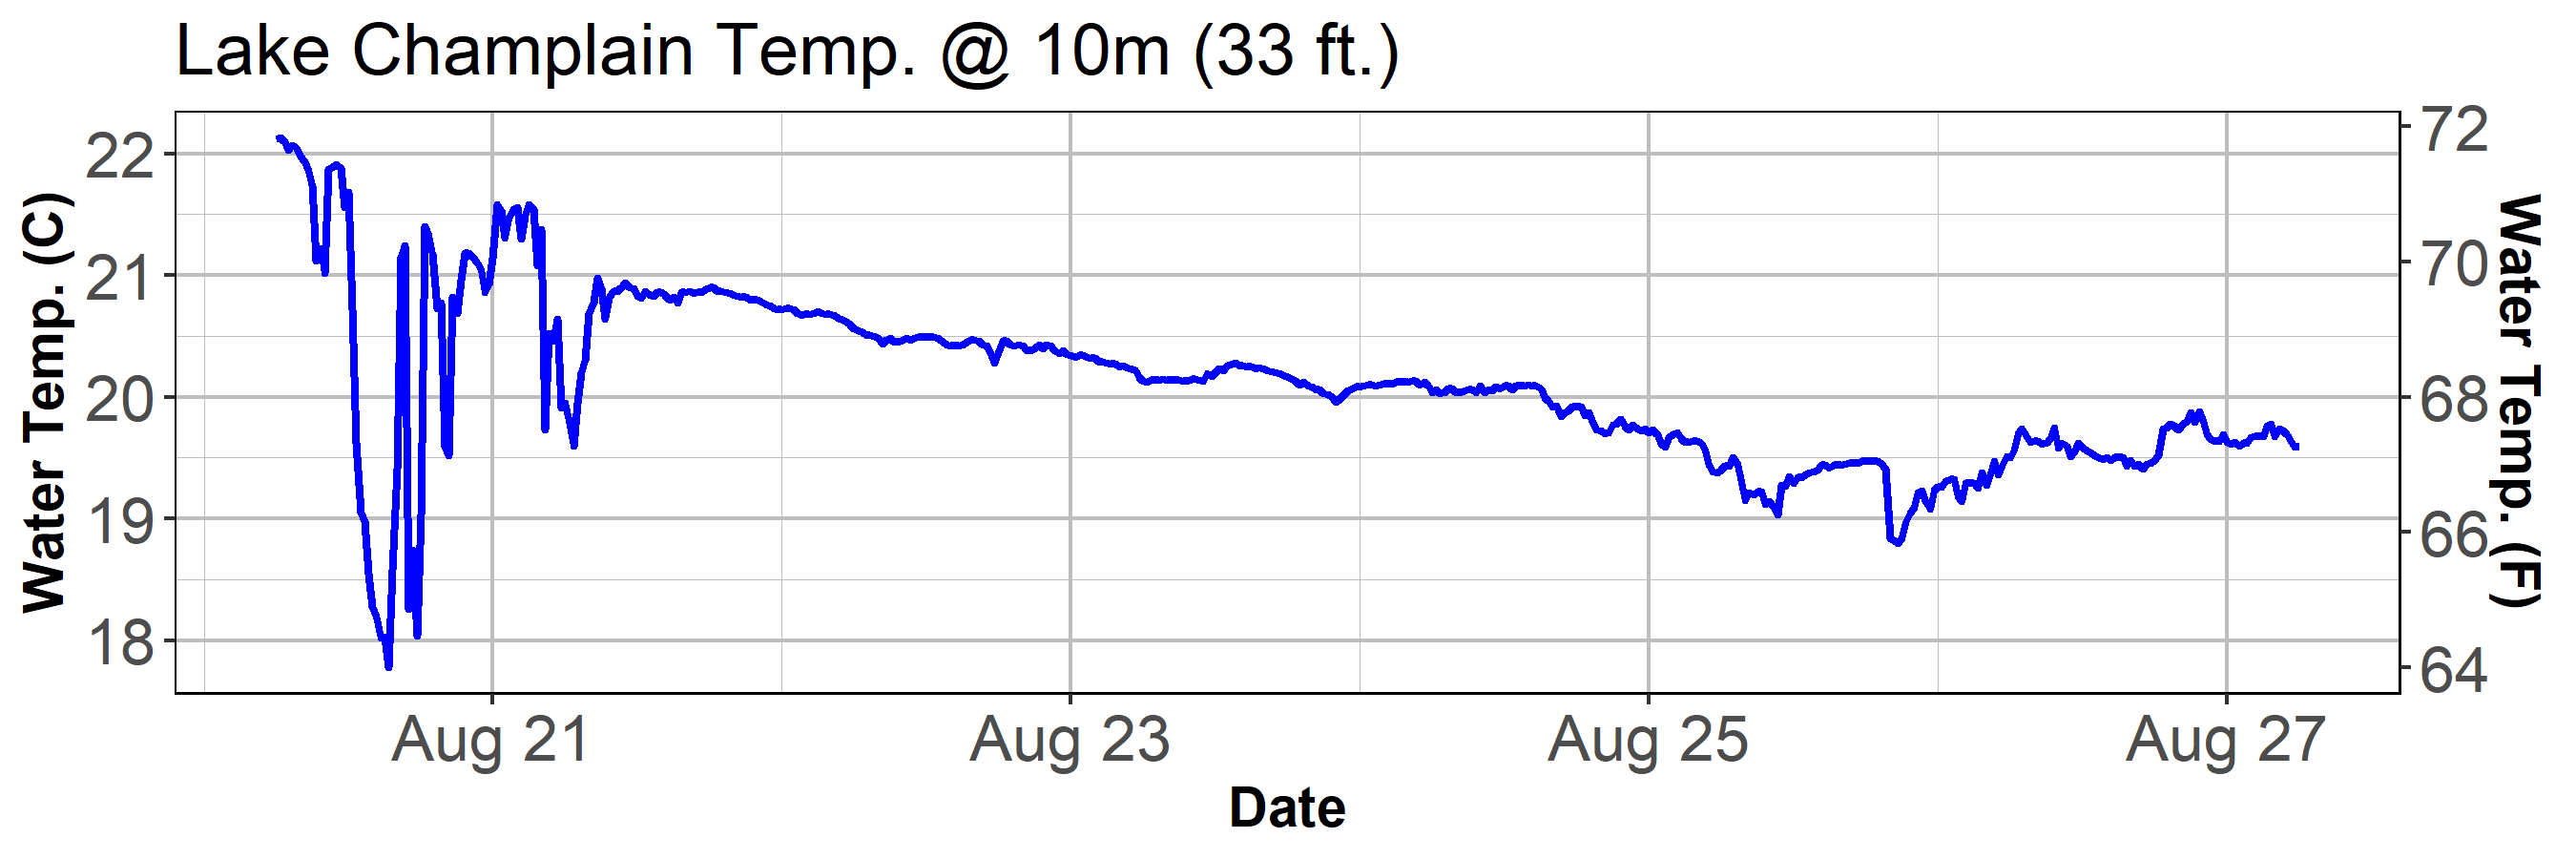 Lake Champlain Temp. @ 10m (33 ft.)
Water Temp. (C)
22
21
20
19
18
72
70
68
66
64
Water Temp. (F)
Aug 21
Aug 23
Aug 25
Aug 27
Date